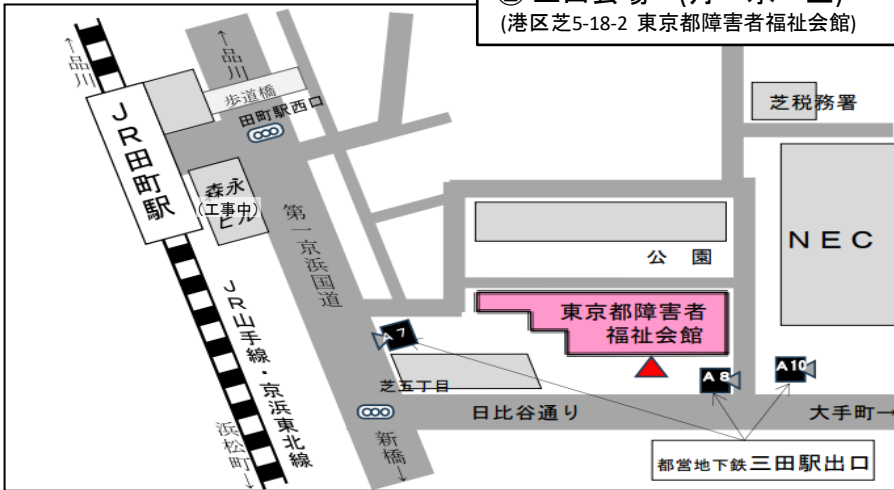 (港区芝5-18-2 東京都障害者福祉会館)
←品川
←品川
歩道橋
田町駅西口
JR田町駅
森永
(工事中)
ビル
第一京浜国道
芝税務署
NEC
公 園
東京都障害者
福祉会館
JR山手線・京浜東北線
A7
A8
A10
芝五丁目
日比谷通り
大手町→
浜松町→
新橋→
都営地下鉄三田駅出口